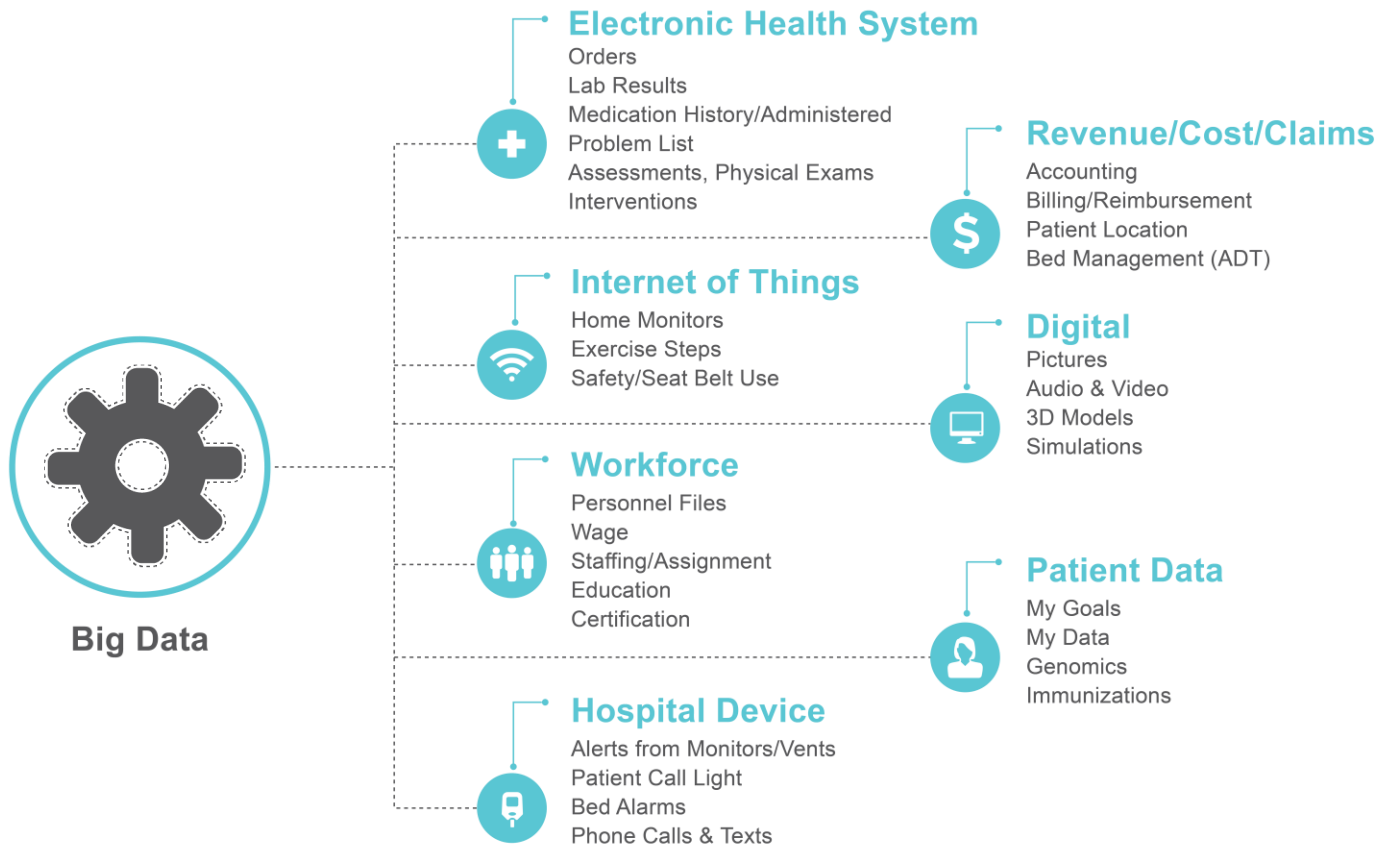 Electronic Health System
Orders
Lab Results
Medication History/Administered
Problem List
Assessments, Physical Exams
Interventions
Revenue/Cost/Claims
Accounting
Billing/Reimbursement
Patient Location
Bed Management (ADT)
Internet of Things
Home Monitors
Exercise Steps
Safety/Seat Belt Use
Digital
Pictures
Audio & Video
3D Models
Simulations
Big Data
Workforce
Personnel Files
Wage
Staffing/Assignment
Education
Certification
Patient Data
My Goals
My Data
Genomics
Immunizations
Hospital Device
Alerts from Monitors/Vents
Patient Call Light
Bed Alarms
Phone Calls & Texts
$